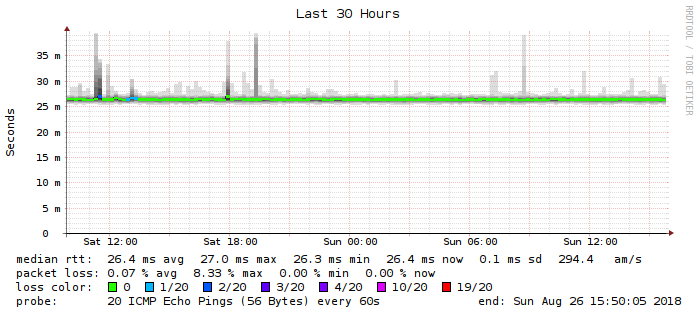 Last 30 Hours
RRDTOOL / TOBI OETIKER
Seconds
35 m
30 m
25 m
20 m
15 m
10 m
5 m
0
Sat 12:00 Sat 18:00 Sun 00:00 Sun 06:00 Sun 12:00
median rtt: 26.4 ms avg 27.0 ms max 26.3 ms min 26.4 ms now 0.1 ms sd 294.4 am/s
packet loss: 0.07 % avg 8.33 % max 0.00 % min 0.00 % now
loss color: 0 1/20 2/20 3/20 4/20 10/20 19/20
probe: 20 ICMP Echo Pings (56 Bytes) every 60s end: Sun Aug 26 15:50:05 2018